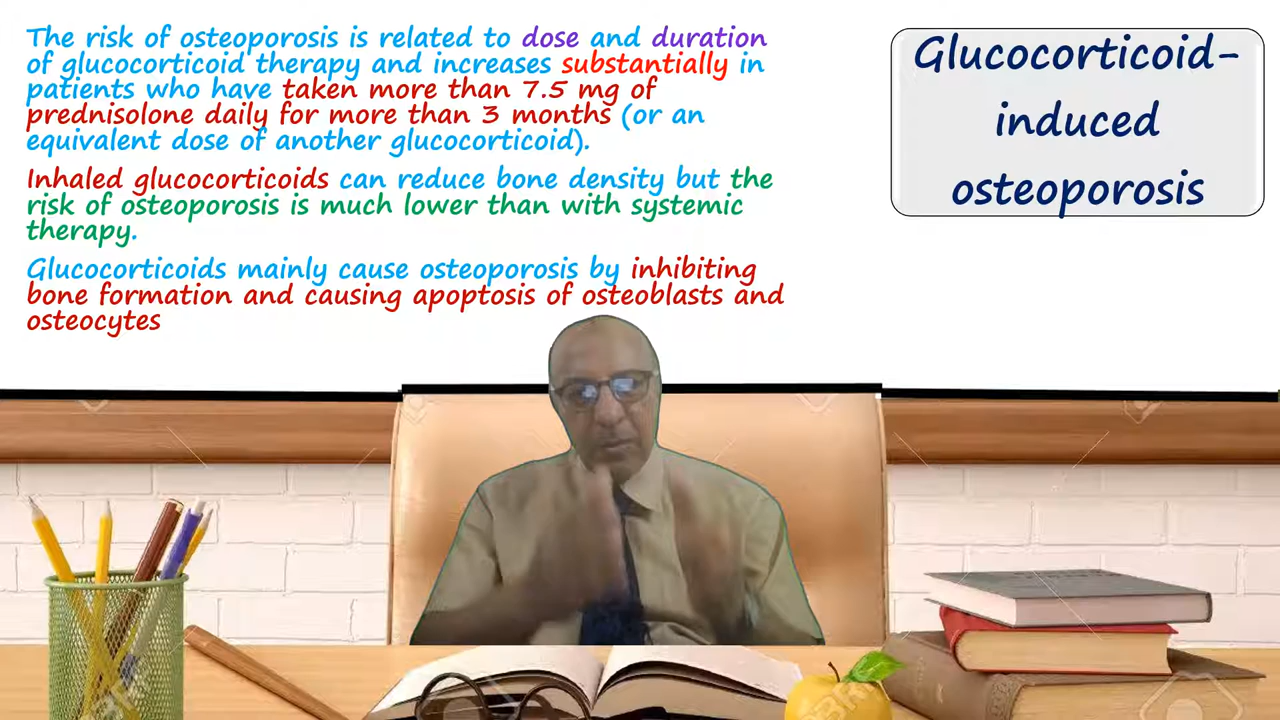 The risk of osteoporosis is related to dose and duration
of glucocorticoid therapy and increases substantially in
patients who have taken more than 7.5 mg of
prednisolone daily for more than 3 months (or an
equivalent dose of another glucocorticoid).
Inhaled glucocorticoids can reduce bone density but the
risk of osteoporosis is much lower than with systemic
therapy.
Glucocorticoids mainly cause osteoporosis by inhibiting
bone formation and causing apoptosis of osteoblasts and
osteocytes
Glucocorticoid-
induced
osteoporosis